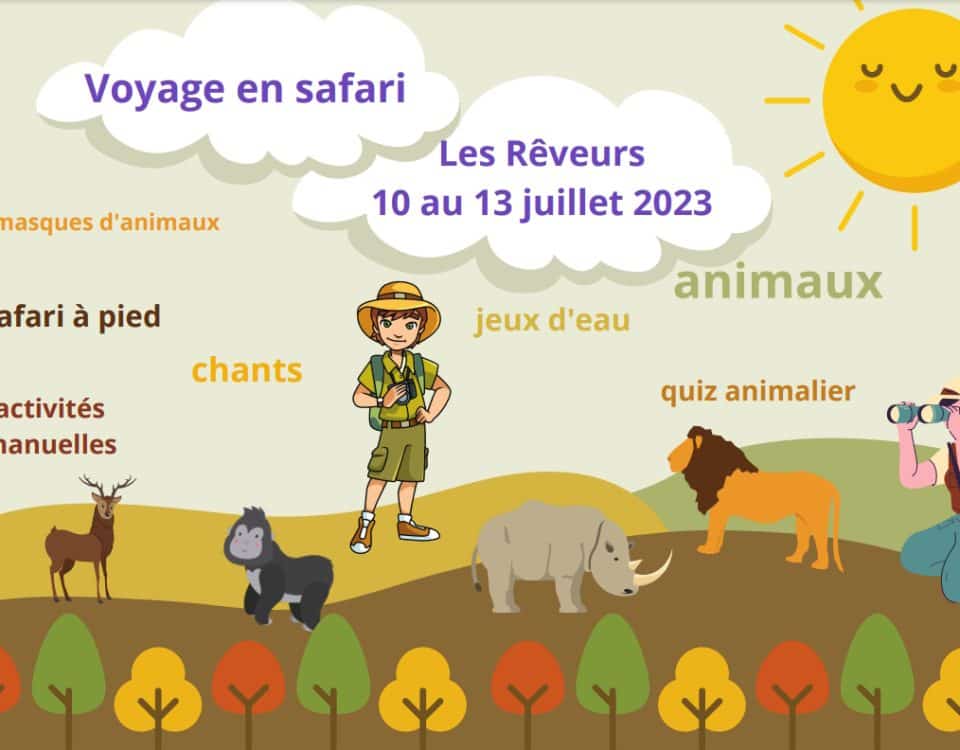 Voyage en safari
Les Rêveurs
10 au 13 juillet 2023
masques d'animaux
animaux
afari à pied
jeux d'eau
chants
quiz animalier
activités
anuelles